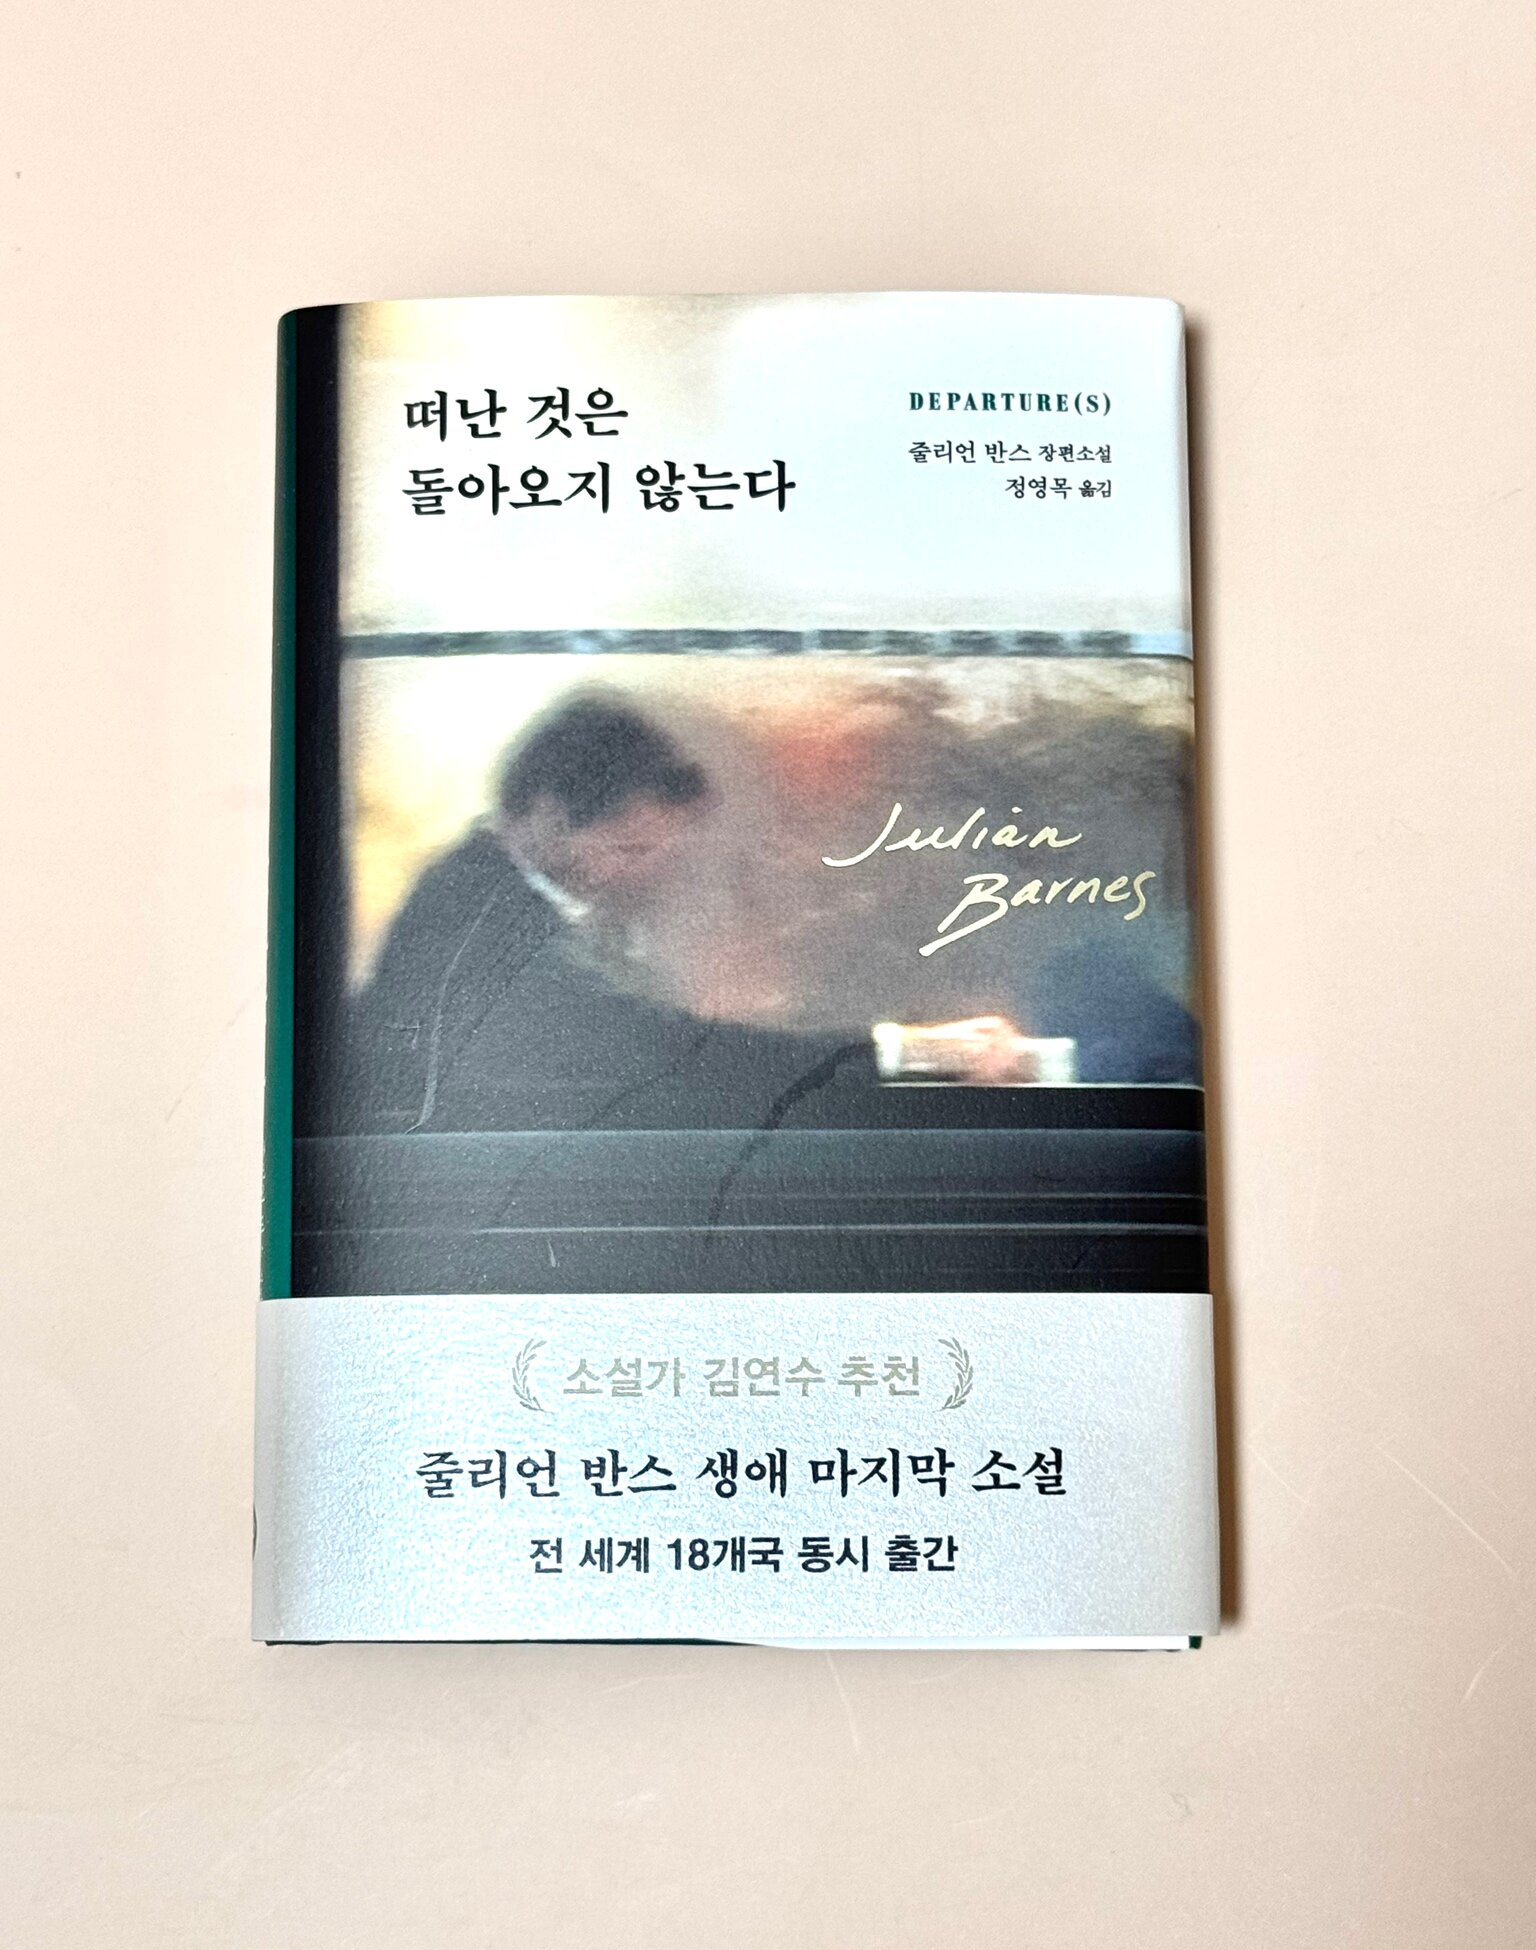 떠난 것은
돌아오지 않는다
DEPARTURE(S)
줄리언 반스 장편소설
정영목 옮김
Julian
Barnes
소설가 김연수 추천
줄리언 반스 생애 마지막 소설
전 세계 18개국 동시 출간